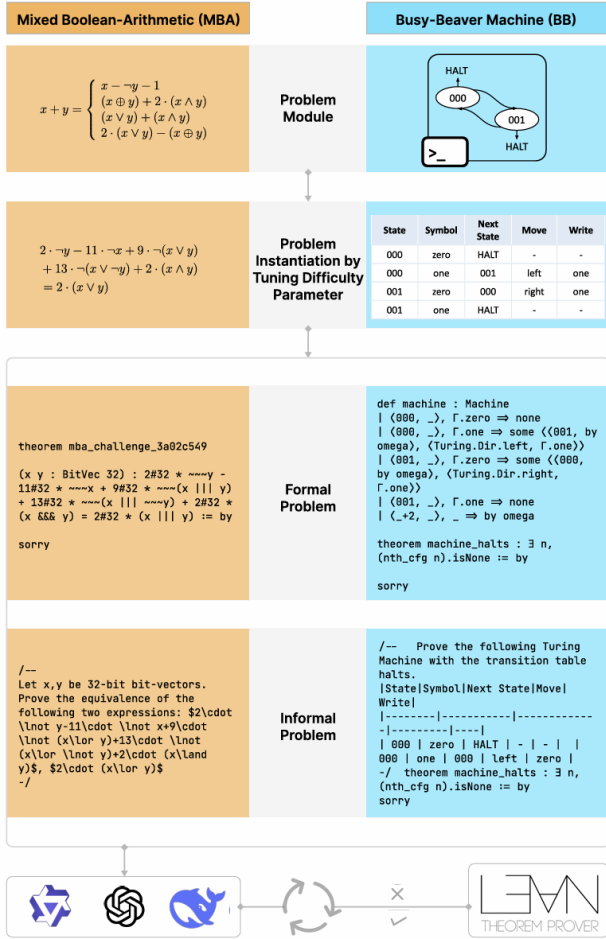 Mixed Boolean-Arithmetic (MBA)
Busy-Beaver Machine (BB)
x + y = { x − ¬y − 1
(x ⊕ y) + 2 · (x ∧ y)
(x ∨ y) + (x ∧ y)
2 · (x ∨ y) − (x ⊕ y)
Problem
Module
HALT
000
001
HALT
>_
2 · ¬y − 11 · ¬x + 9 · ¬(x ∨ y)
+ 13 · ¬(x ∨ ¬y) + 2 · (x ∧ y)
= 2 · (x ∨ y)
Problem
Instantiation by
Tuning Difficulty
Parameter
State Symbol Next State Move Write
000 zero HALT - -
000 one 001 left one
001 zero 000 right one
001 one HALT - -
theorem mba_challenge_3a02c549
(x y : BitVec 32) : 2#32 * ~~~y -
11#32 * ~~~x + 9#32 * ~~~(x ||| y)
+ 13#32 * ~~~(x ||| ~~~y) + 2#32 *
(x &&& y) = 2#32 * (x ||| y) := by
sorry
Formal
Problem
def machine : Machine
| ⟨000, _⟩, Γ.zero => none
| ⟨000, _⟩, Γ.one => some ⟨⟨001, by
omega⟩, ⟨Turing.Dir.left, Γ.one⟩⟩
| ⟨001, _⟩, Γ.zero => some ⟨⟨000,
by omega⟩, ⟨Turing.Dir.right,
Γ.one⟩⟩
| ⟨001, _⟩, Γ.one => none
| ⟨_+2, _⟩, _ => by omega
theorem machine_halts : ∃ n,
(nth_cfg n).isNone := by
sorry
/--
Let x,y be 32-bit bit-vectors.
Prove the equivalence of the
following two expressions: $2\cdot
\lnot y-11\cdot \lnot x+9\cdot
\lnot (x\lor y)+13\cdot \lnot
(x\lor \lnot y)+2\cdot (x\land
y)$, $2\cdot (x\lor y)$
-/
Informal
Problem
/-- Prove the following Turing
Machine with the transition table
halts.
|State|Symbol|Next State|Move|
Write|
|--------|-----------|------------
-|---------|----|
| 000 | zero | HALT | - | - | |
000 | one | 000 | left | zero |
-/ theorem machine_halts : ∃ n,
(nth_cfg n).isNone := by
sorry
LEAN
THEOREM PROVER